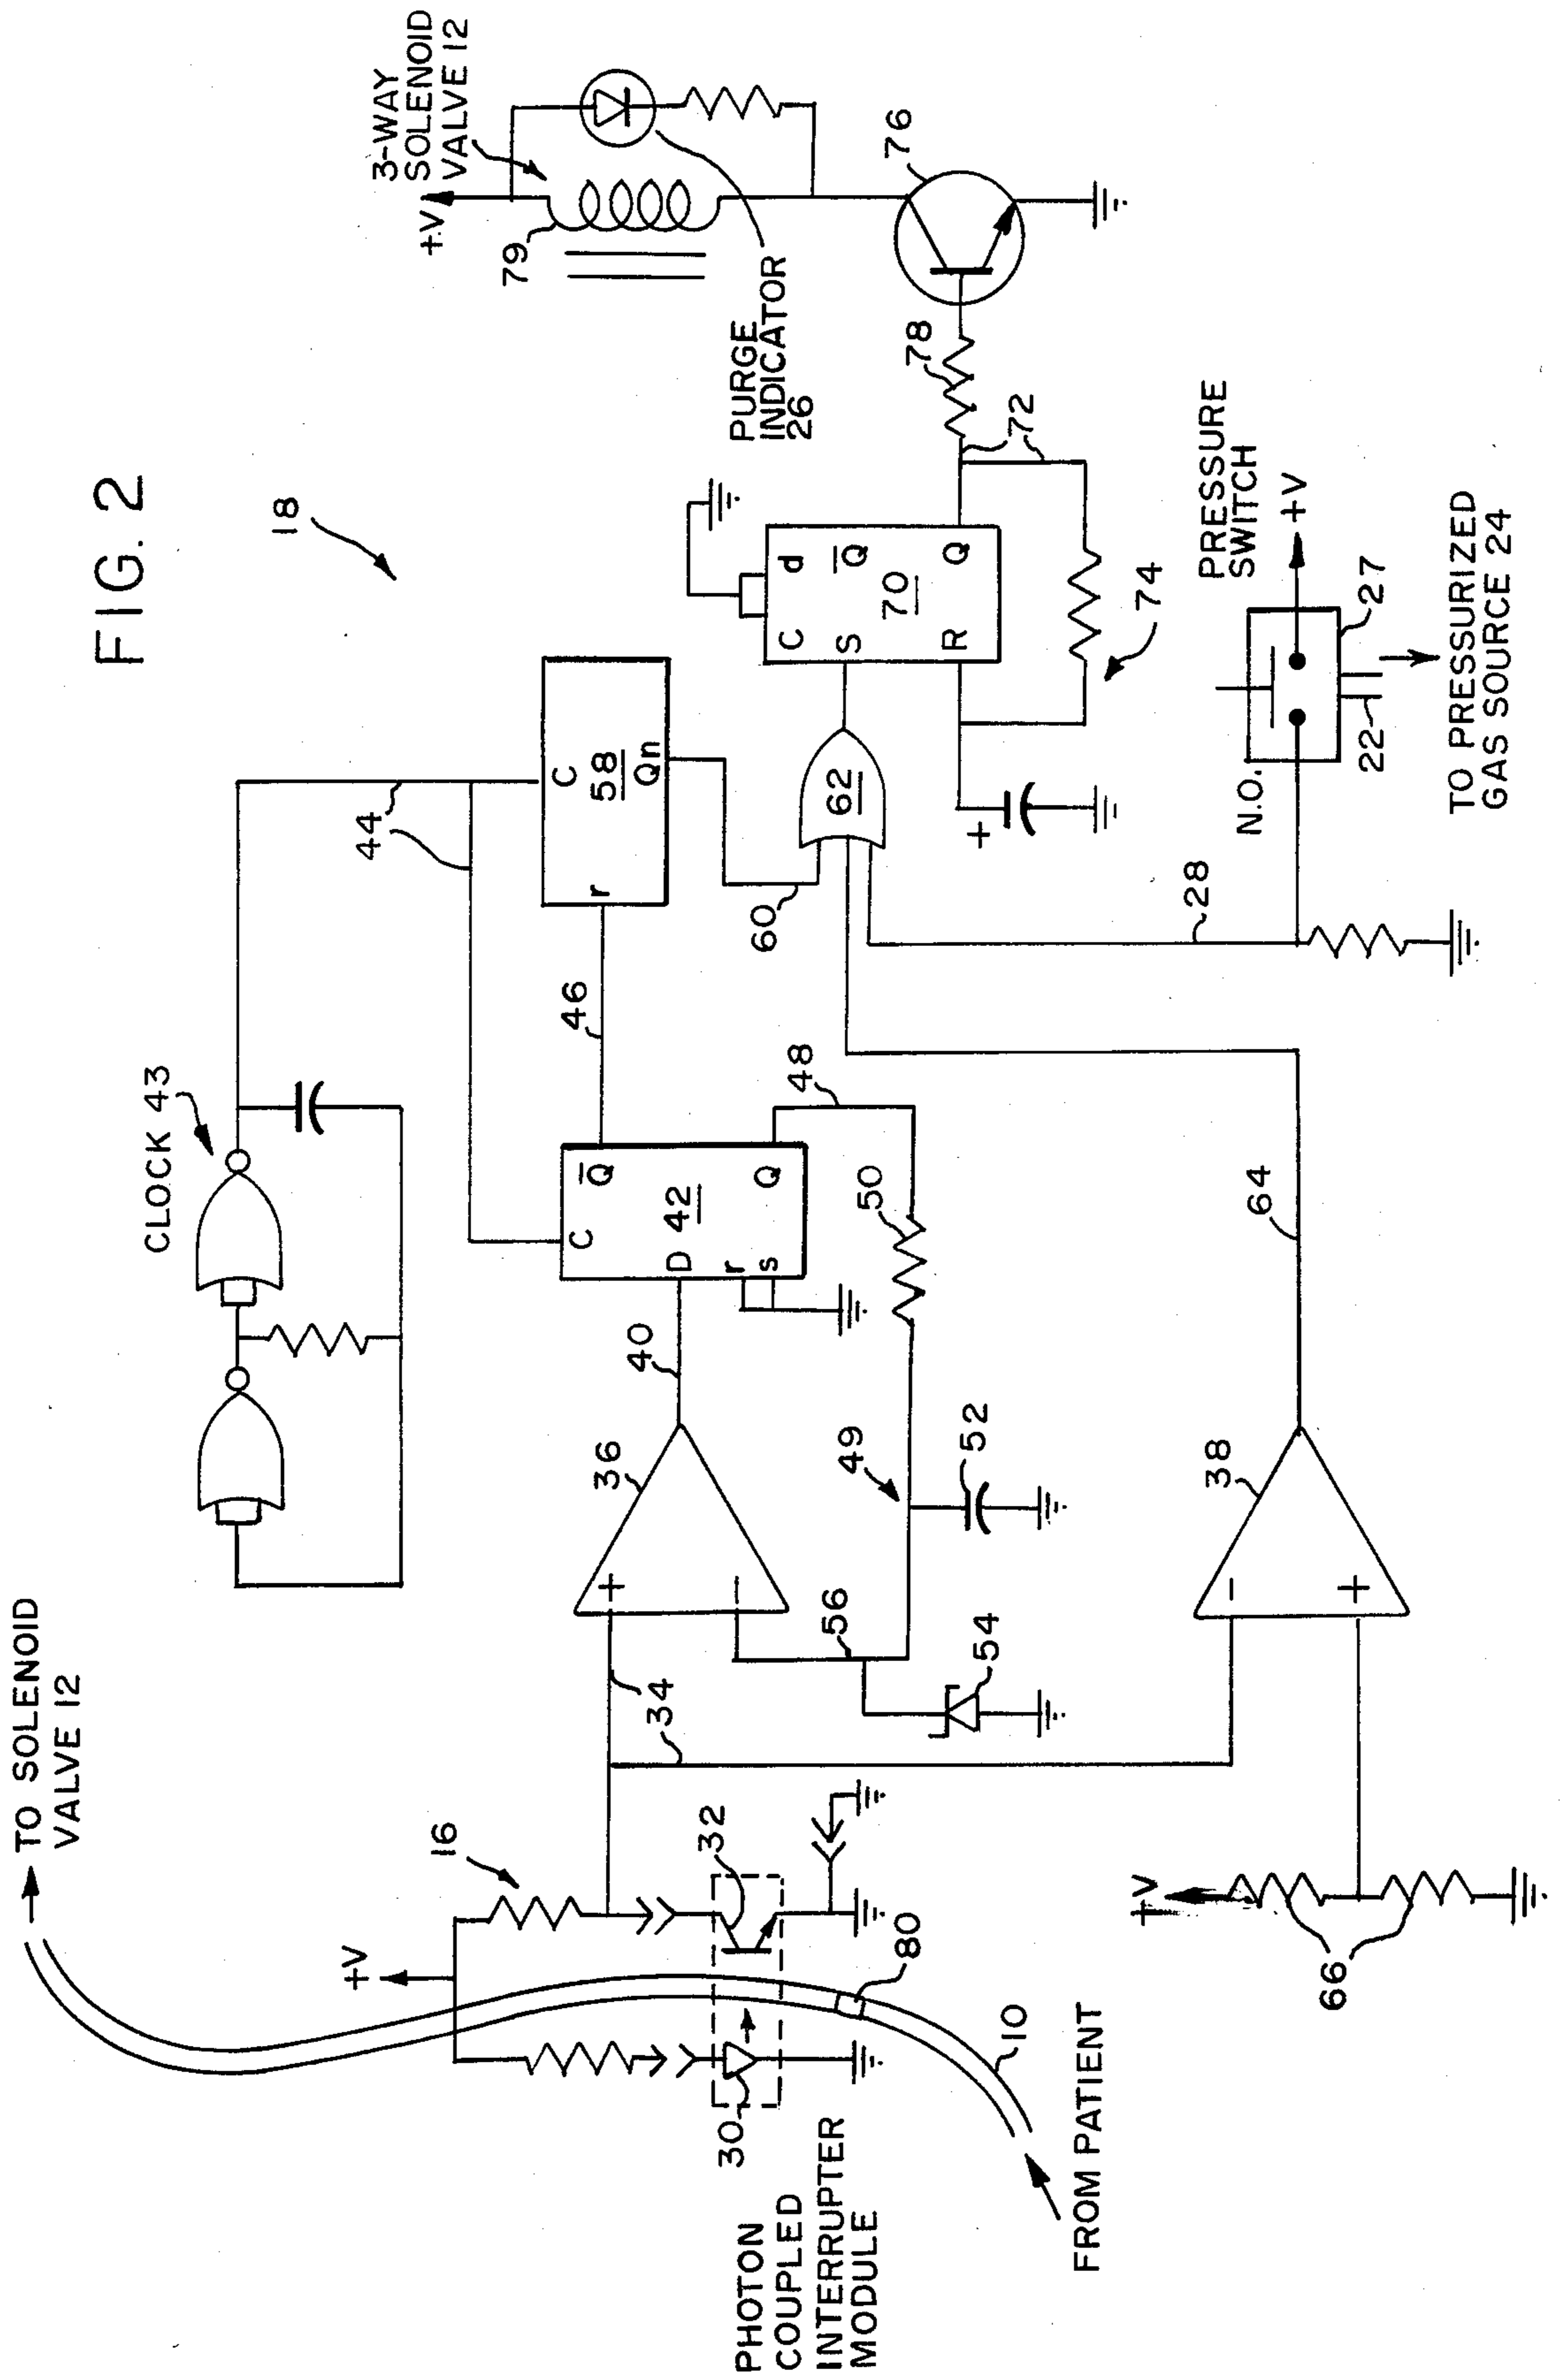 FIG. 2
18
TO SOLENOID
VALVE 12
CLOCK 43
44
3-WAY
SOLENOID
VALVE 12
+V
79
PURGE
INDICATOR
26
76
78
72
+V
16
PHOTON
COUPLED
INTERRUPTER
MODULE
30
32
80
10
FROM PATIENT
34
36
+
-
40
42
C
D
r
s
Q
Q
46
48
49
50
52
54
56
58
C
r
Qn
60
62
64
38
-
+
+V
66
70
C
d
S
Q
R
Q
74
+
28
N.O.
PRESSURE
SWITCH
+V
27
22
TO PRESSURIZED
GAS SOURCE 24